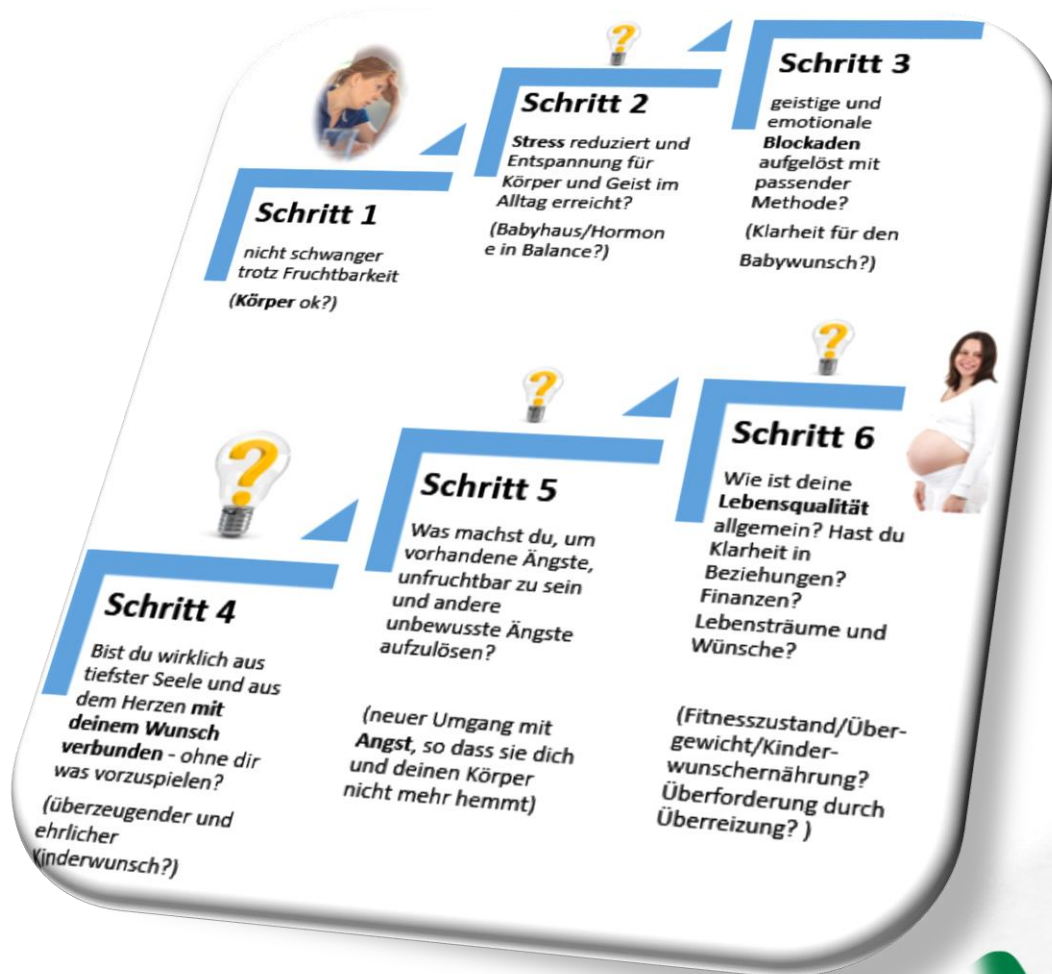 Schritt 1
nicht schwanger
trotz Fruchtbarkeit
(Körper ok?)
Schritt 2
Stress reduziert und
Entspannung für
Körper und Geist im
Alltag erreicht?
(Babyhaus/Hormon
e in Balance?)
Schritt 3
geistige und
emotionale
Blockaden
aufgelöst mit
passender
Methode?
(Klarheit für den
Babywunsch?)
Schritt 4
Bist du wirklich aus
tiefster Seele und aus
dem Herzen mit
deinem Wunsch
verbunden - ohne dir
was vorzuspielen?
(überzeugender und
ehrlicher
Kinderwunsch?)
Schritt 5
Was machst du, um
vorhandene Ängste,
unfruchtbar zu sein
und andere
unbewusste Ängste
aufzulösen?
(neuer Umgang mit
Angst, so dass sie dich
und deinen Körper
nicht mehr hemmt)
Schritt 6
Wie ist deine
Lebensqualität
allgemein? Hast du
Klarheit in
Beziehungen?
Finanzen?
Lebensträume und
Wünsche?
(Fitnesszustand/Über-
gewicht/Kinder-
wunschernährung?
Überforderung durch
Überreizung? )